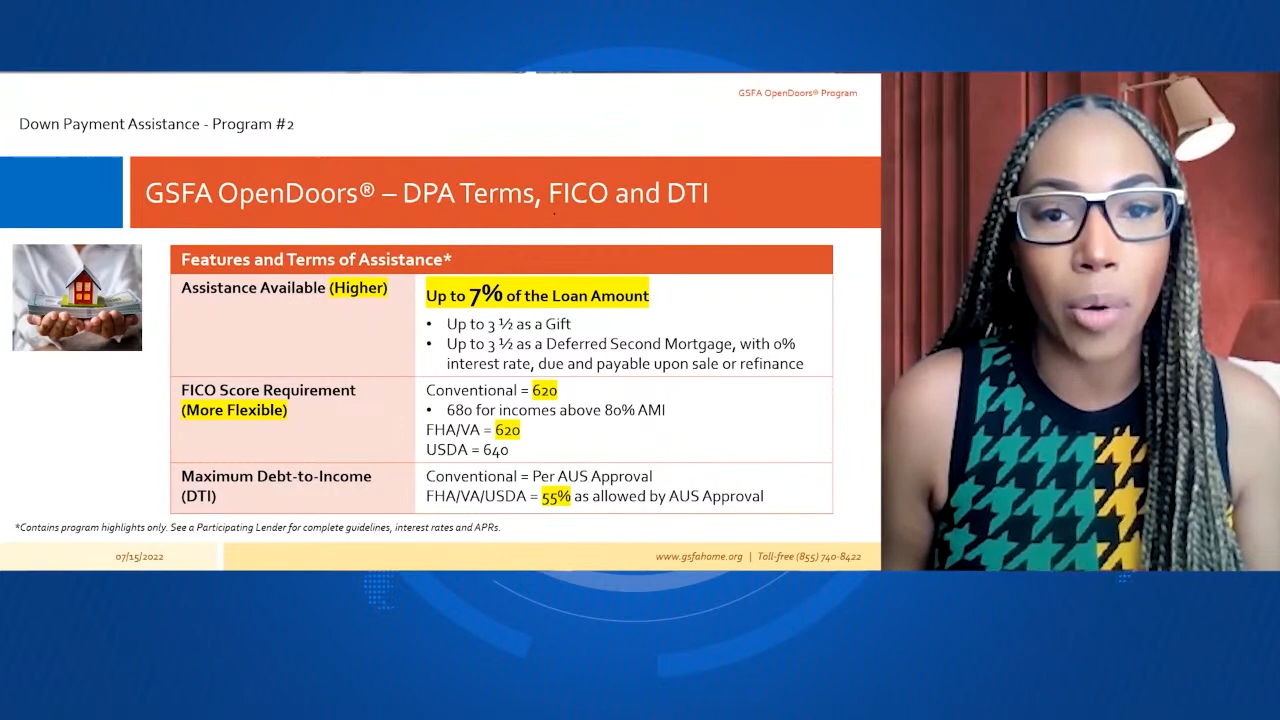 GSFA OpenDoors® Program
Down Payment Assistance - Program #2
GSFA OpenDoors® – DPA Terms, FICO and DTI
Features and Terms of Assistance*
Assistance Available (Higher)
Up to 7% of the Loan Amount
• Up to 3 ½ as a Gift
• Up to 3 ½ as a Deferred Second Mortgage, with 0%
interest rate, due and payable upon sale or refinance
FICO Score Requirement
(More Flexible)
Conventional = 620
• 680 for incomes above 80% AMI
FHA/VA = 620
USDA = 640
Maximum Debt-to-Income
(DTI)
Conventional = Per AUS Approval
FHA/VA/USDA = 55% as allowed by AUS Approval
*Contains program highlights only. See a Participating Lender for complete guidelines, interest rates and APRs.
07/15/2022
www.gsfahome.org | Toll-free (855) 740-8422